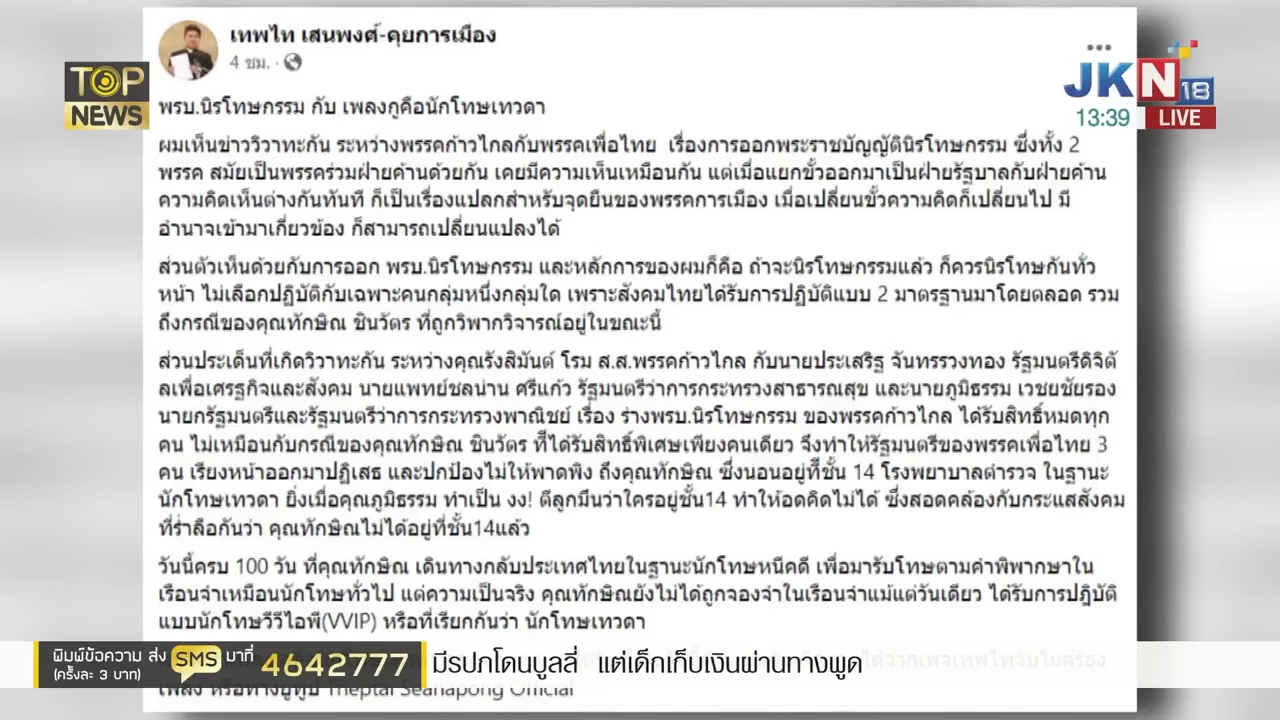 เทพไท เสนพงศ์-คุยการเมือง
4 ชม. ·
TOP
NEWS
JKN18
13:39 LIVE
พรบ.นิรโทษกรรม กับ เพลงกูคือนักโทษเทวดา
ผมเห็นข่าววิวาทะกัน ระหว่างพรรคก้าวไกลกับพรรคเพื่อไทย เรื่องการออกพระราชบัญญัตินิรโทษกรรม ซึ่งทั้ง 2
พรรค สมัยเป็นพรรคร่วมฝ่ายค้านด้วยกัน เคยมีความเห็นเหมือนกัน แต่เมื่อแยกขั้วออกมาเป็นฝ่ายรัฐบาลกับฝ่ายค้าน
ความคิดเห็นต่างกันทันที ก็เป็นเรื่องแปลกสำหรับจุดยืนของพรรคการเมือง เมื่อเปลี่ยนขั้วความคิดก็เปลี่ยนไป มี
อำนาจเข้ามาเกี่ยวข้อง ก็สามารถเปลี่ยนแปลงได้
ส่วนตัวเห็นด้วยกับการออก พรบ.นิรโทษกรรม และหลักการของผมก็คือ ถ้าจะนิรโทษกรรมแล้ว ก็ควรนิรโทษกันทั่ว
หน้า ไม่เลือกปฏิบัติกับเฉพาะคนกลุ่มหนึ่งกลุ่มใด เพราะสังคมไทยได้รับการปฏิบัติแบบ 2 มาตรฐานมาโดยตลอด รวม
ถึงกรณีของคุณทักษิณ ชินวัตร ที่ถูกวิพากวิจารณ์อยู่ในขณะนี้
ส่วนประเด็นที่เกิดวิวาทะกัน ระหว่างคุณรังสิมันต์ โรม ส.ส.พรรคก้าวไกล กับนายประเสริฐ จันทรรวงทอง รัฐมนตรีดิจิตั
ลเพื่อเศรฐกิจและสังคม นายแพทย์ชลน่าน ศรีแก้ว รัฐมนตรีว่าการกระทรวงสาธารณสุข และนายภูมิธรรม เวชยชัยรอง
นายกรัฐมนตรีและรัฐมนตรีว่าการกระทรวงพาณิชย์ เรื่อง ร่างพรบ.นิรโทษกรรม ของพรรคก้าวไกล ได้รับสิทธิ์หมดทุก
คน ไม่เหมือนกับกรณีของคุณทักษิณ ชินวัตร ที่ได้รับสิทธิ์พิเศษเพียงคนเดียว จึงทำให้รัฐมนตรีของพรรคเพื่อไทย 3
คน เรียงหน้าออกมาปฏิเสธ และปกป้องไม่ให้พาดพิง ถึงคุณทักษิณ ซึ่งนอนอยู่ที่ชั้น 14 โรงพยาบาลตำรวจ ในฐานะ
นักโทษเทวดา ยิ่งเมื่อคุณภูมิธรรม ทำเป็น งง! ตีลูกมึนว่าใครอยู่ชั้น14 ทำให้อดคิดไม่ได้ ซึ่งสอดคล้องกับกระแสสังคม
ที่ร่ำลือกันว่า คุณทักษิณไม่ได้อยู่ที่ชั้น14แล้ว
วันนี้ครบ 100 วัน ที่คุณทักษิณ เดินทางกลับประเทศไทยในฐานะนักโทษหนีคดี เพื่อมารับโทษตามคำพิพากษาใน
เรือนจำเหมือนนักโทษทั่วไป แต่ความเป็นจริง คุณทักษิณยังไม่ได้ถูกจองจำในเรือนจำแม้แต่วันเดียว ได้รับการปฎิบัติ
แบบนักโทษวีวีไอพี(VVIP) หรือที่เรียกกันว่า นักโทษเทวดา
ได้จากเพจเทพไทจับไมค์ร้อง
เพลง หรือทางยูทูป Theptai Seanapong Official
พิมพ์ข้อความ ส่ง SMS มาที่ 4642777
(ครั้งละ 3 บาท)
มีรปภโดนบูลลี่ แต่เด็กเก็บเงินผ่านทางพูด